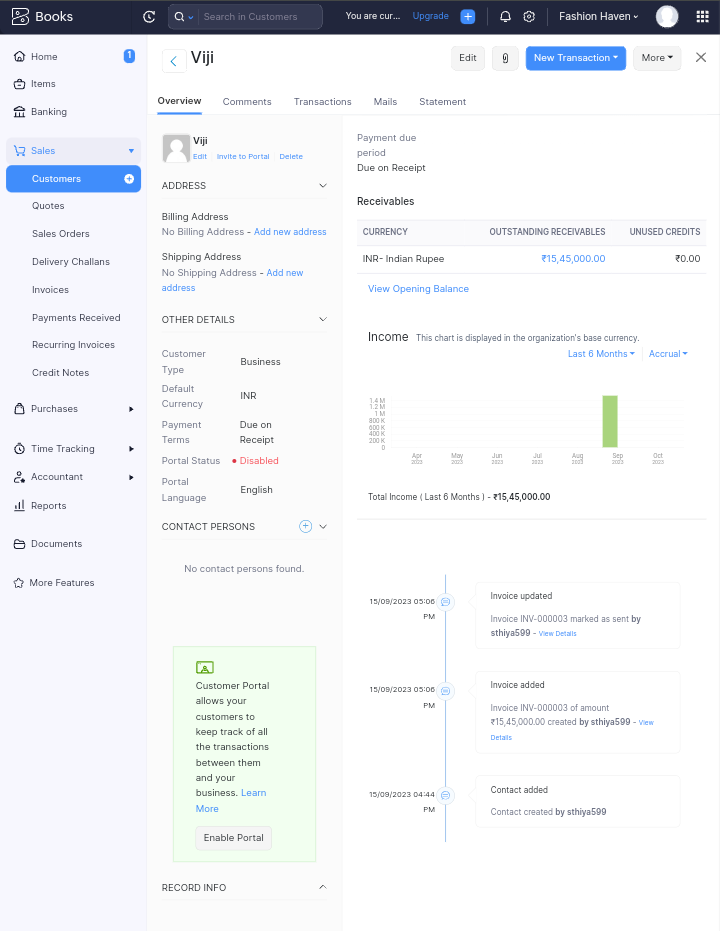 Books
Search in Customers
You are cur...
Upgrade
Fashion Haven
Home
1
Items
Banking
Sales
Customers
Quotes
Sales Orders
Delivery Challans
Invoices
Payments Received
Recurring Invoices
Credit Notes
Purchases
Time Tracking
Accountant
Reports
Documents
More Features
Viji
Edit
New Transaction
More
Overview
Comments
Transactions
Mails
Statement
Viji
Edit
Invite to Portal
Delete
ADDRESS
Billing Address
No Billing Address - Add new address
Shipping Address
No Shipping Address - Add new
address
OTHER DETAILS
Customer
Type
Business
Default
Currency
INR
Payment
Terms
Due on
Receipt
Portal Status
Disabled
Portal
Language
English
CONTACT PERSONS
No contact persons found.
Customer Portal
allows your
customers to
keep track of all
the transactions
between them
and your
business. Learn
More
Enable Portal
RECORD INFO
Payment due
period
Due on Receipt
Receivables
CURRENCY OUTSTANDING RECEIVABLES UNUSED CREDITS
INR- Indian Rupee ₹15,45,000.00 ₹0.00
View Opening Balance
Income This chart is displayed in the organization's base currency.
Last 6 Months Accrual
1.4 M
1.2 M
1 M
800 K
600 K
400 K
200 K
0
Apr May Jun Jul Aug Sep Oct
2023 2023 2023 2023 2023 2023 2023
Total Income ( Last 6 Months ) - ₹15,45,000.00
15/09/2023 05:06
PM
Invoice updated
Invoice INV-000003 marked as sent by
sthiya599 - View Details
15/09/2023 05:06
PM
Invoice added
Invoice INV-000003 of amount
₹15,45,000.00 created by sthiya599 - View
Details
15/09/2023 04:44
PM
Contact added
Contact created by sthiya599